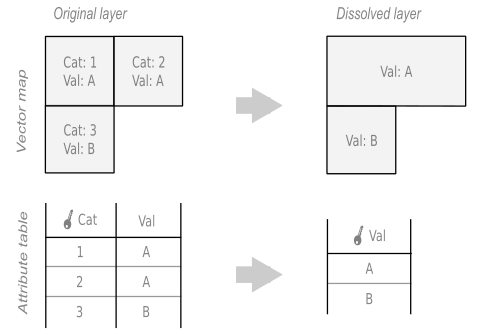 Original layer
Dissolved layer
Vector map
Cat: 1
Val: A
Cat: 2
Val: A
Cat: 3
Val: B
Val: A
Val: B
Attribute table
Cat Val
1 A
2 A
3 B
Val
A
B